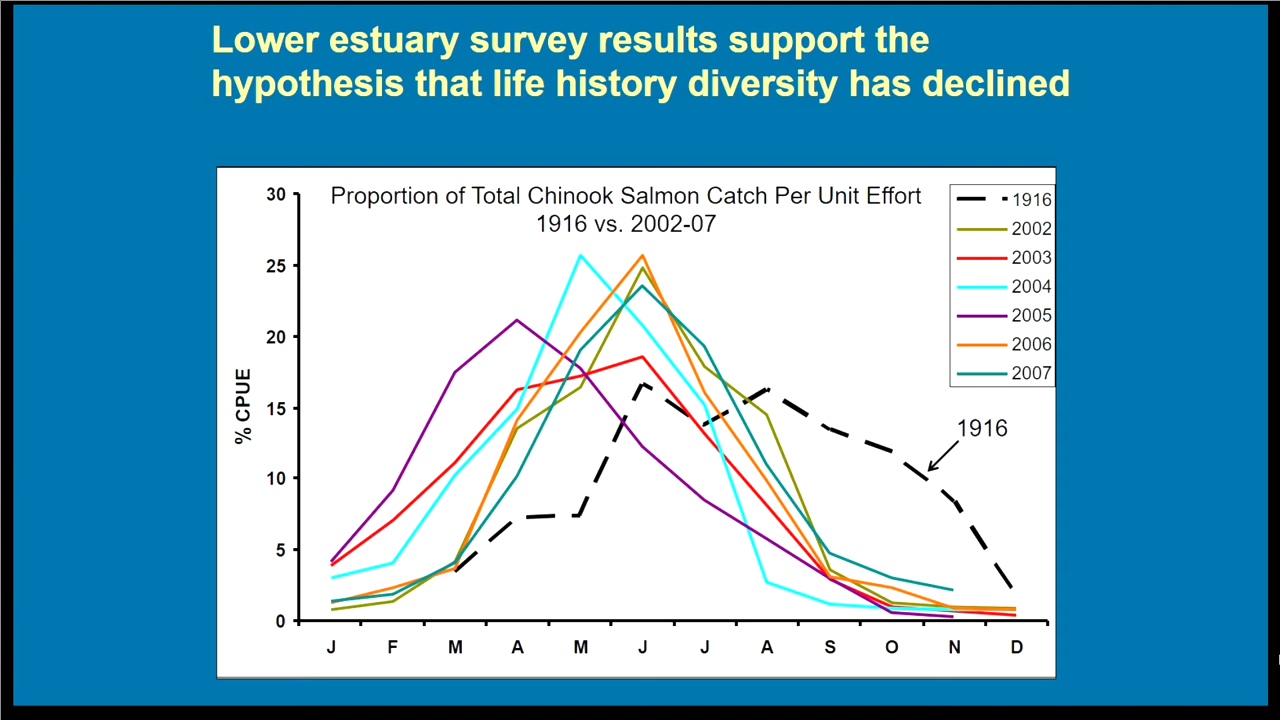 Lower estuary survey results support the
hypothesis that life history diversity has declined
Proportion of Total Chinook Salmon Catch Per Unit Effort
1916 vs. 2002-07
1916
2002
2003
2004
2005
2006
2007
% CPUE
30
25
20
15
10
5
0
1916
J F M A M J J A S O N D